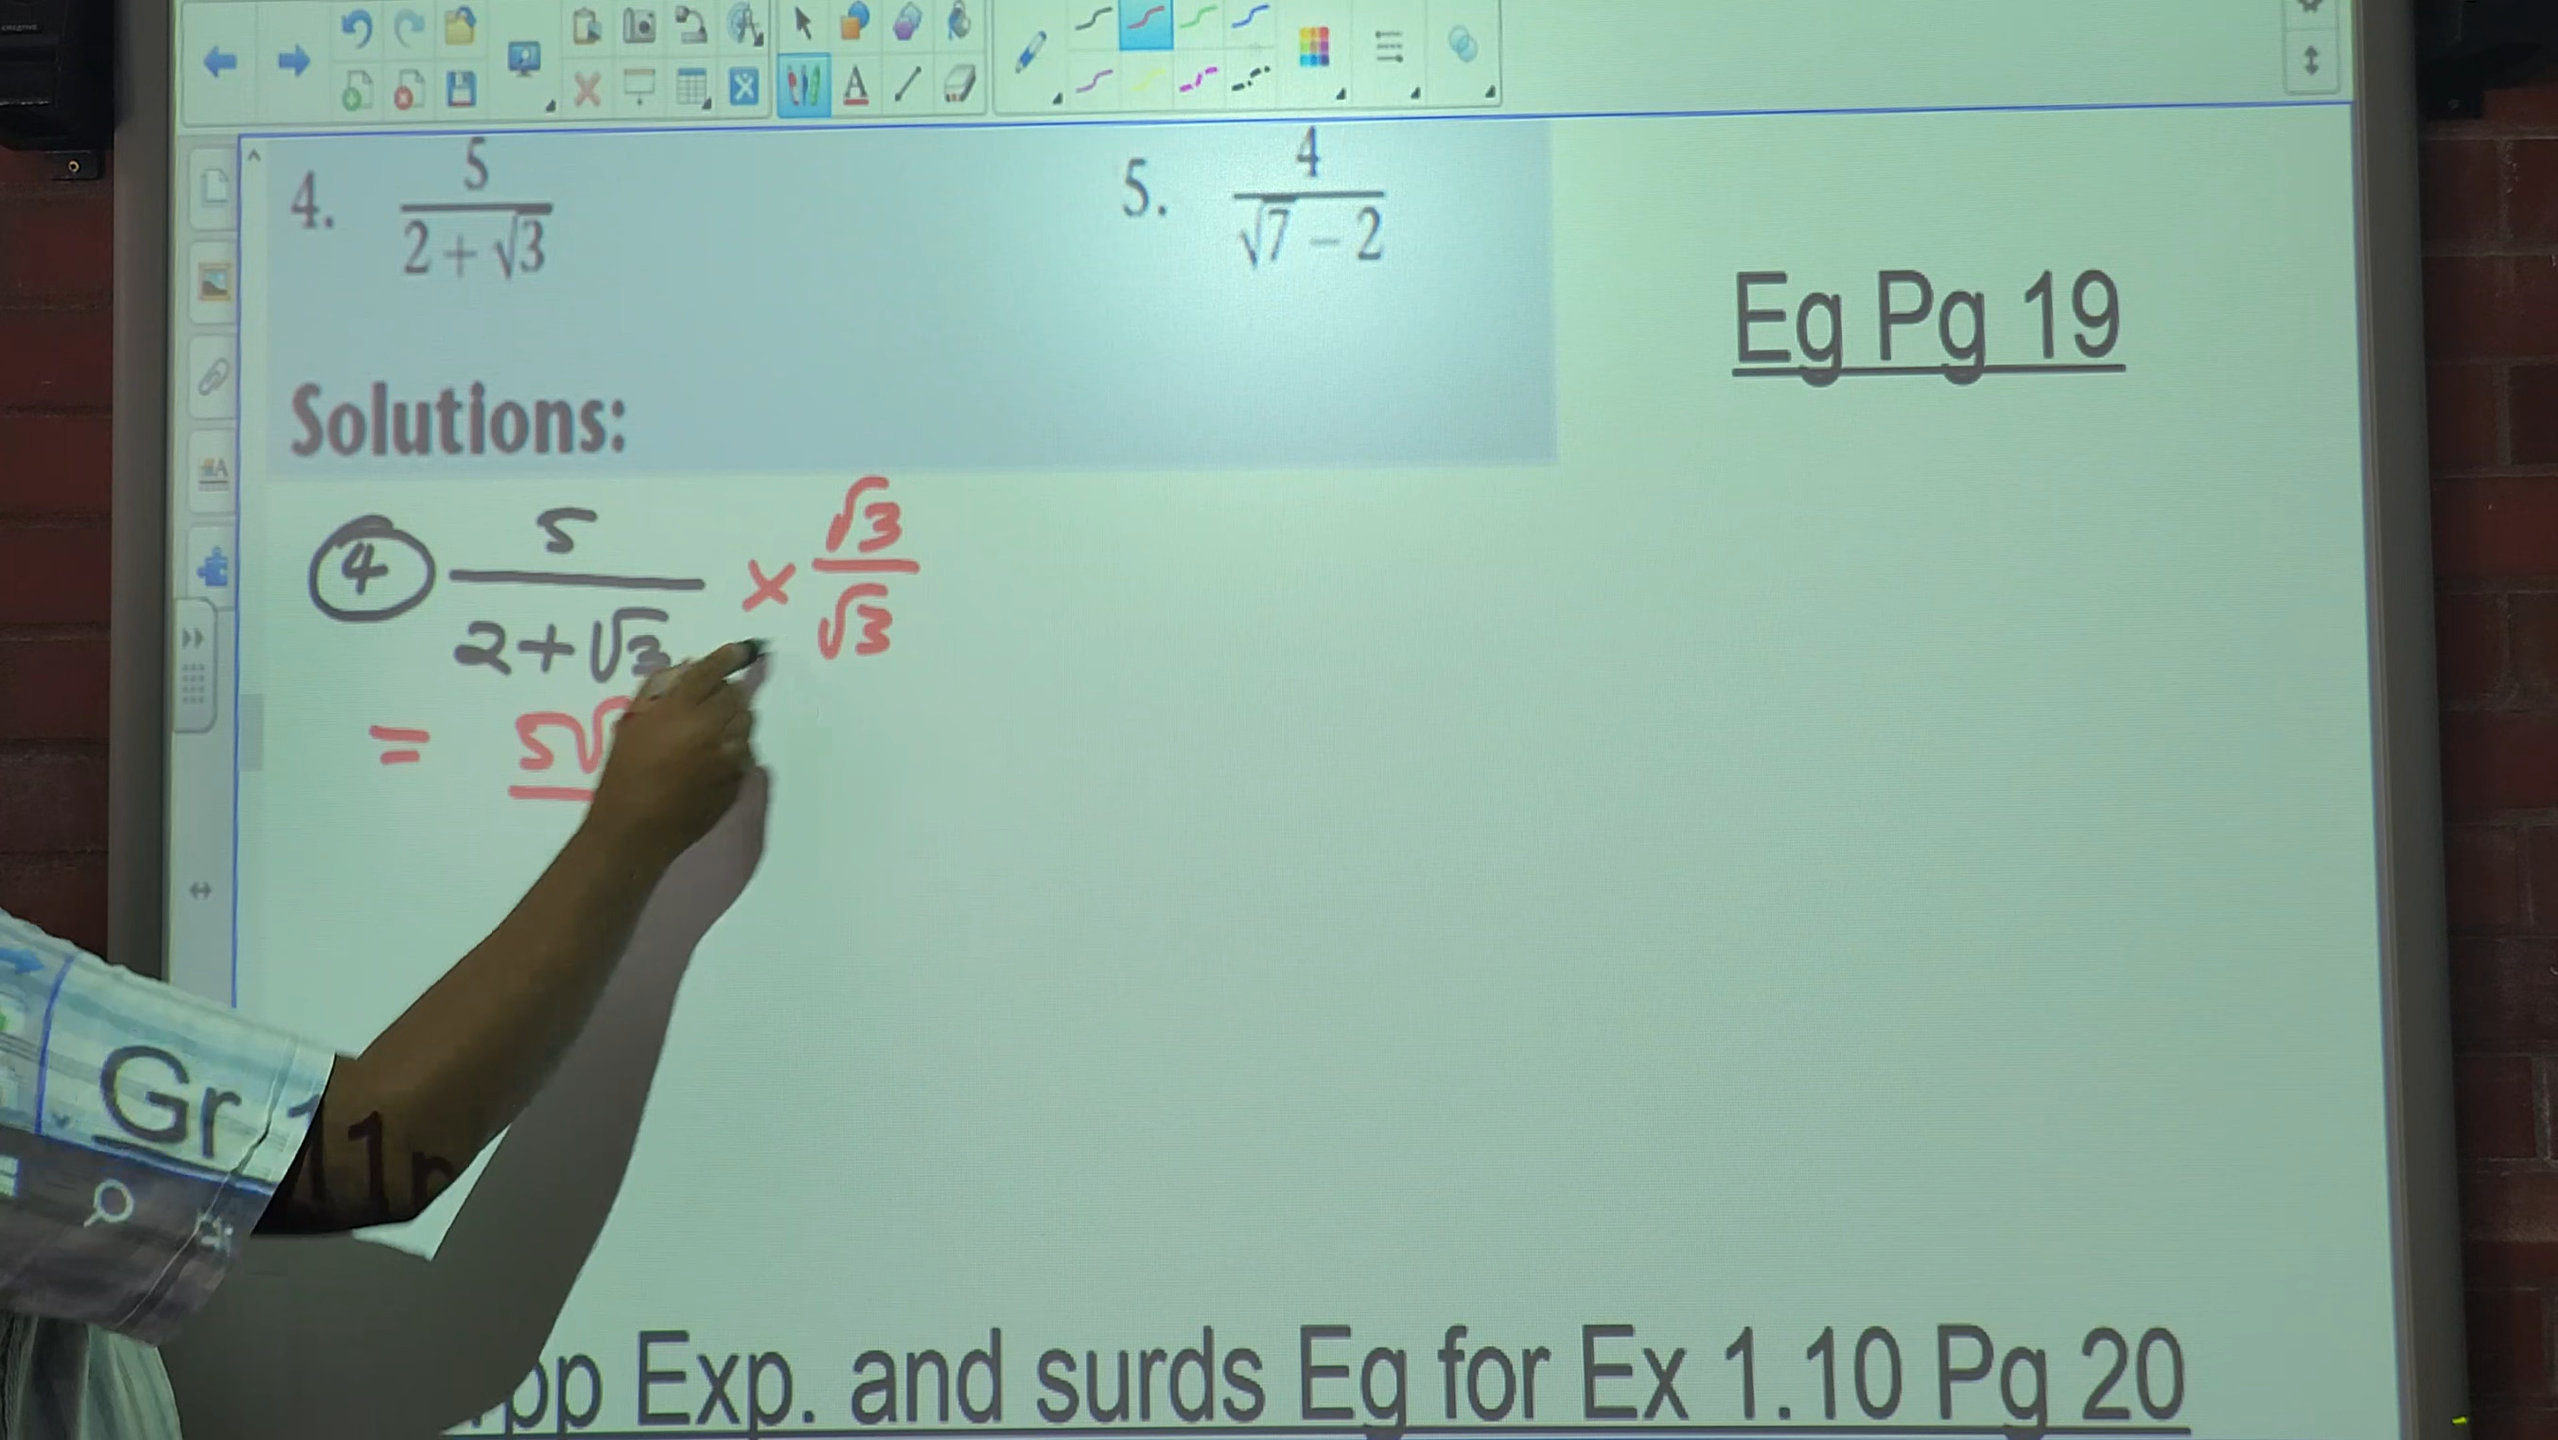 4. 5/(2 + √3)
5. 4/(√7 − 2)
Eg Pg 19
Solutions:
④ 5/(2+√3) × √3/√3
= 5√
Gr 11
Exp. and surds Eg for Ex 1.10 Pg 20